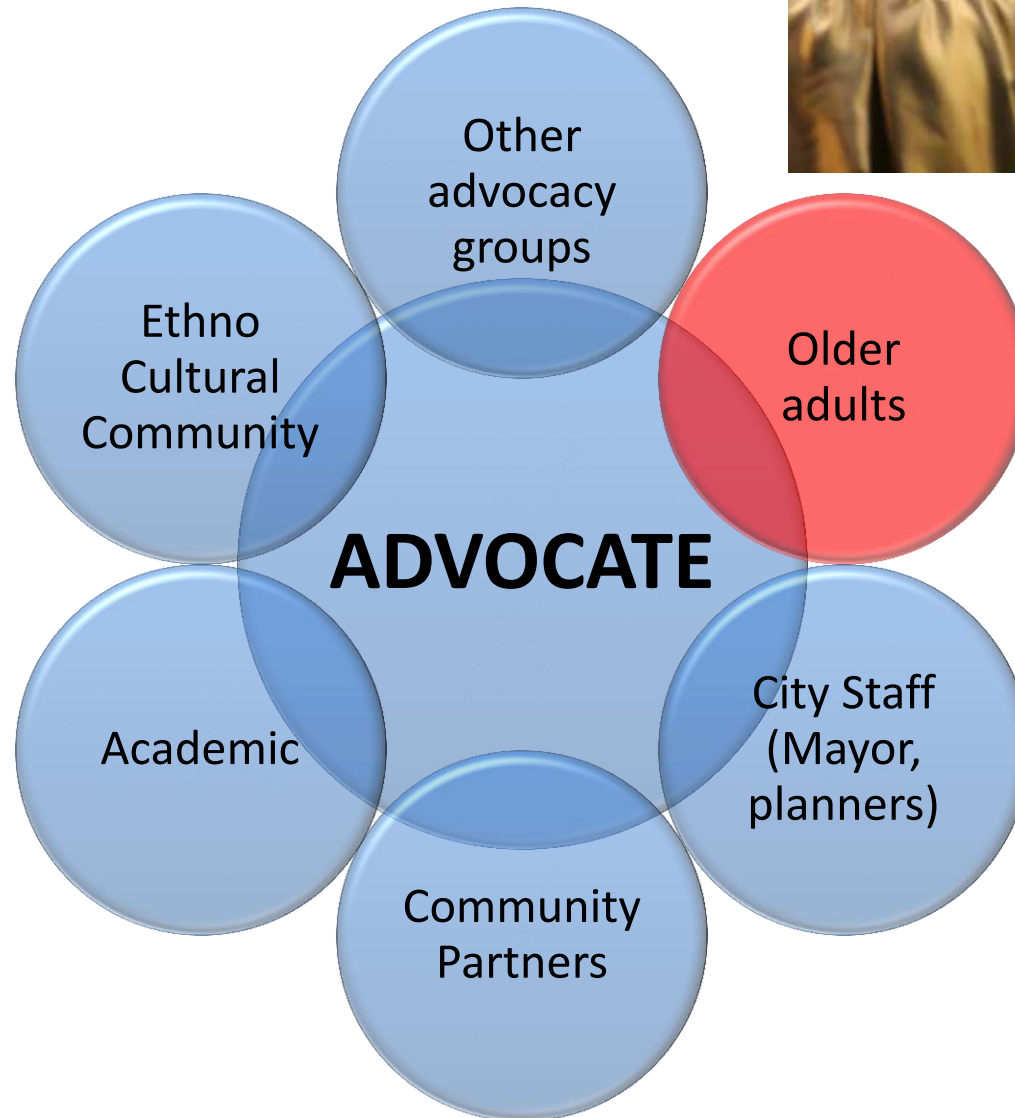 Other
advocacy
groups
Older
adults
City Staff
(Mayor,
planners)
Community
Partners
Academic
Ethno
Cultural
Community
ADVOCATE